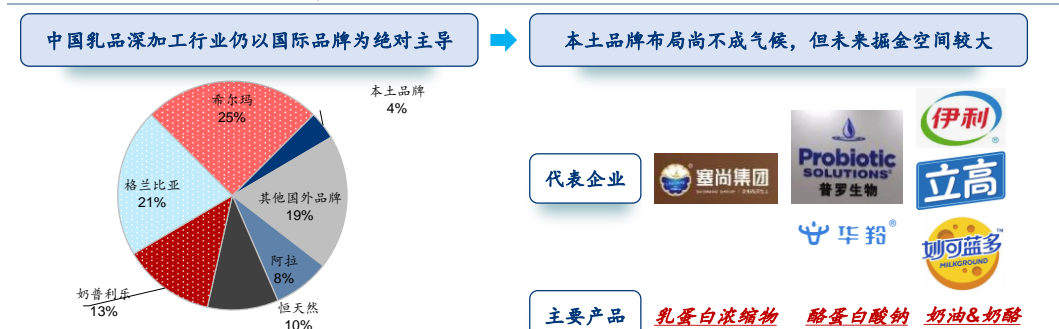 中国乳品深加工行业仍以国际品牌为绝对主导
本土品牌布局尚不成气候，但未来掘金空间较大
希尔玛
25%
本土品牌
4%
格兰比亚
21%
其他国外品牌
19%
阿拉
8%
奶普利乐
13%
恒天然
10%
代表企业
塞尚集团
Probiotic
SOLUTIONS®
普罗生物
华羚®
伊利®
立高
妙可蓝多™
MILKGROUND
主要产品
乳蛋白浓缩物
酪蛋白酸钠
奶油&奶酪